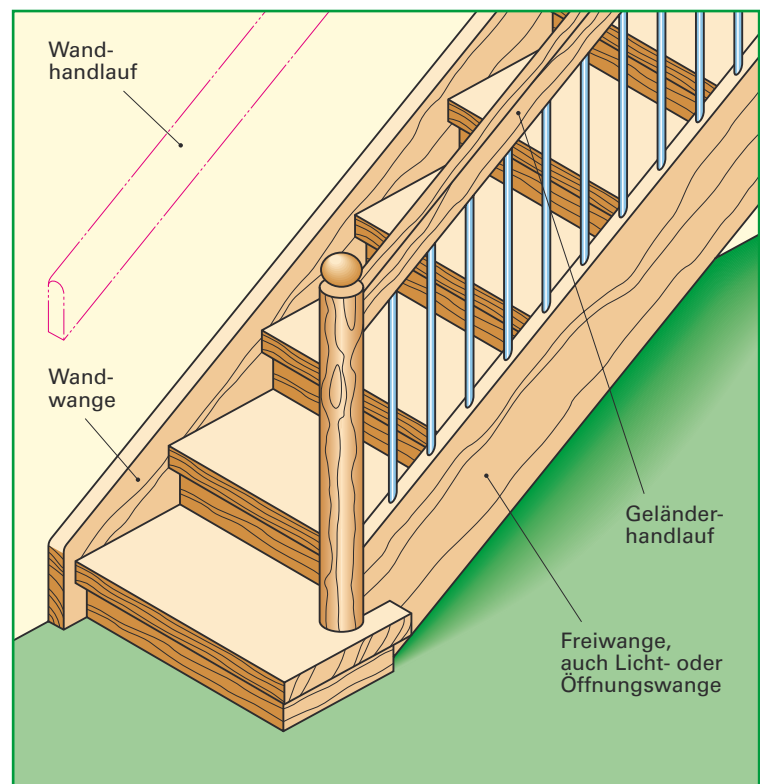 Wand-
handlauf
Wand-
wange
Geländer-
handlauf
Freiwange,
auch Licht- oder
Öffnungswange